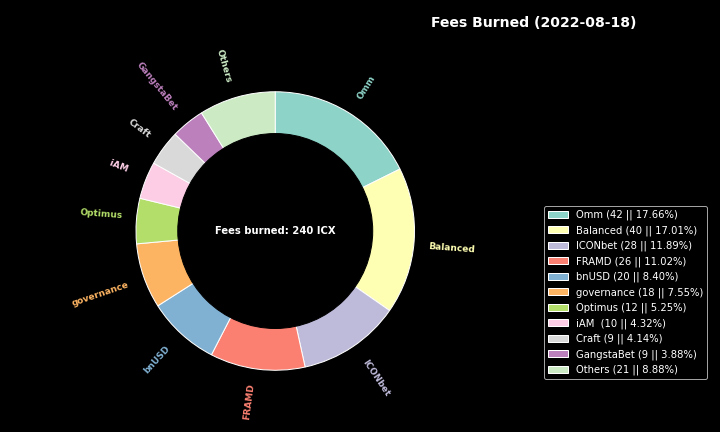 Fees Burned (2022-08-18)
Others
Omm
GangstaBet
Craft
iAM
Optimus
governance
bnUSD
FRAMD
ICONbet
Balanced
Fees burned: 240 ICX
Omm (42 || 17.66%)
Balanced (40 || 17.01%)
ICONbet (28 || 11.89%)
FRAMD (26 || 11.02%)
bnUSD (20 || 8.40%)
governance (18 || 7.55%)
Optimus (12 || 5.25%)
iAM  (10 || 4.32%)
Craft (9 || 4.14%)
GangstaBet (9 || 3.88%)
Others (21 || 8.88%)